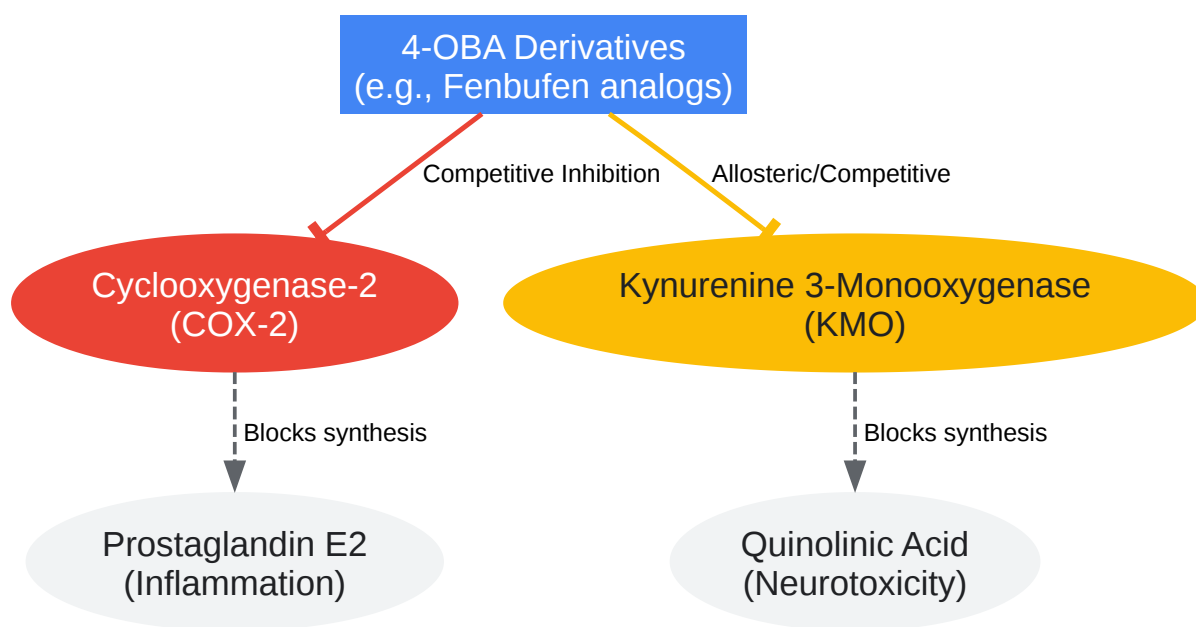 4-OBA Derivatives
(e.g., Fenbufen analogs)
Competitive Inhibition
Allosteric/Competitive
Cyclooxygenase-2
(COX-2)
Kynurenine 3-Monooxygenase
(KMO)
Blocks synthesis
Blocks synthesis
Prostaglandin E2
(Inflammation)
Quinolinic Acid
(Neurotoxicity)